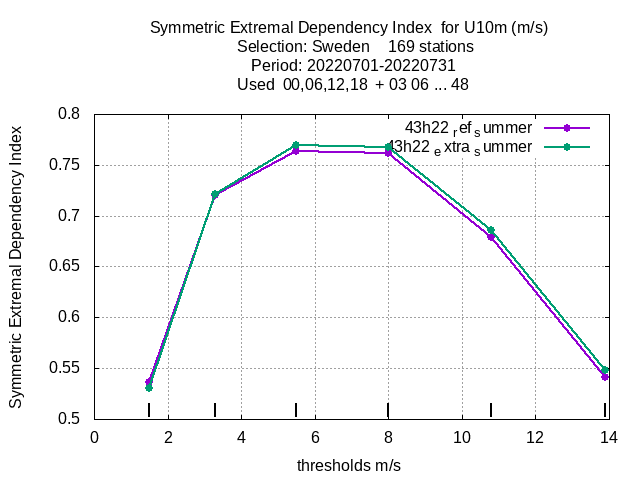 Symmetric Extremal Dependency Index  for U10m (m/s)
Selection: Sweden    169 stations
Period: 20220701-20220731
Used  00,06,12,18  + 03 06 ... 48
43h22 ref summer
43h22 extra summer
0.8
0.75
0.7
0.65
0.6
0.55
0.5
Symmetric Extremal Dependency Index
0 2 4 6 8 10 12 14
thresholds m/s